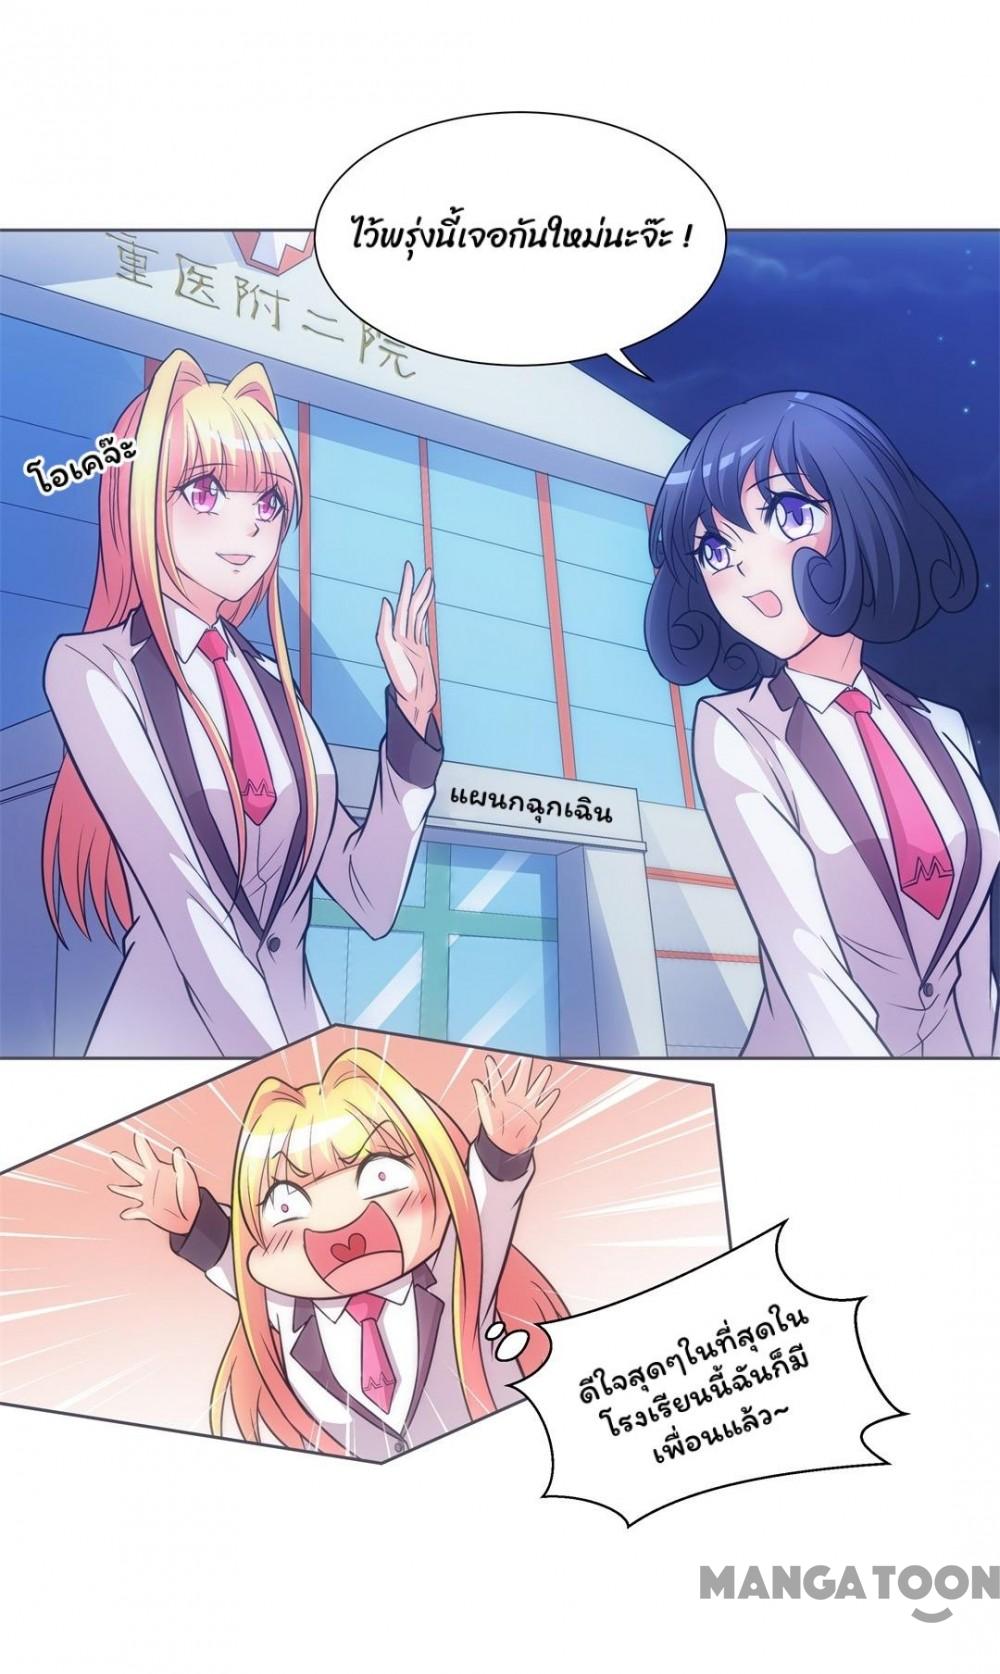 ไว้พรุ่งนี้เจอกันใหม่นะจ๊ะ !
重医附二院
โอเคจ๊ะ
แผนกฉุกเฉิน
ดีใจสุดๆในที่สุดใน
โรงเรียนนี้ฉันก็มี
เพื่อนแล้ว~
MANGATOON